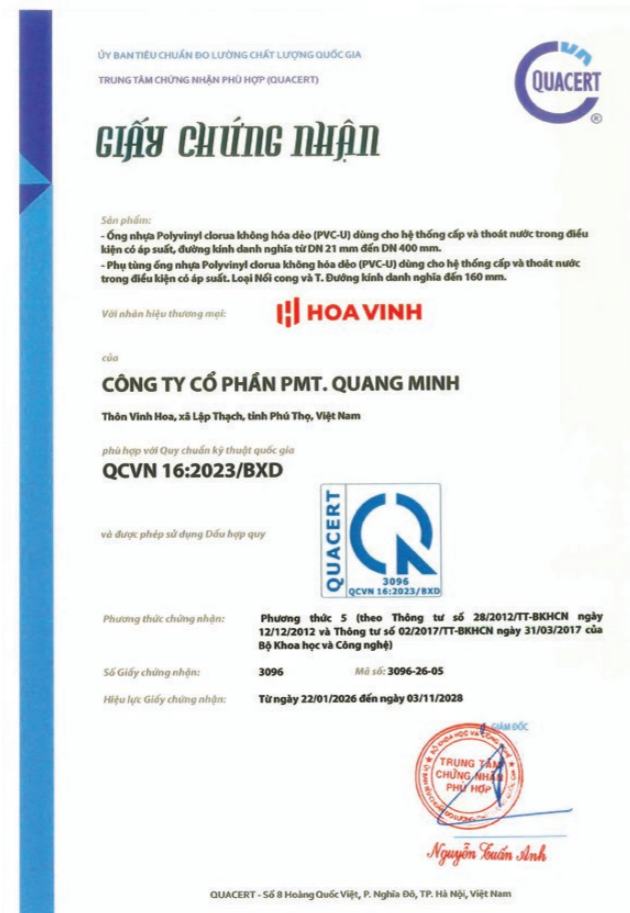 ỦY BAN TIÊU CHUẨN ĐO LƯỜNG CHẤT LƯỢNG QUỐC GIA
TRUNG TÂM CHỨNG NHẬN PHÙ HỢP (QUACERT)
QUACERT
®
GIẤY CHỨNG NHẬN
Sản phẩm:
- Ống nhựa Polyvinyl clorua không hóa dẻo (PVC-U) dùng cho hệ thống cấp và thoát nước trong điều
kiện có áp suất, đường kính danh nghĩa từ DN 21 mm đến DN 400 mm.
- Phụ tùng ống nhựa Polyvinyl clorua không hóa dẻo (PVC-U) dùng cho hệ thống cấp và thoát nước
trong điều kiện có áp suất. Loại Nối cong và T. Đường kính danh nghĩa đến 160 mm.
Với nhãn hiệu thương mại:
HOA VINH
của
CÔNG TY CỔ PHẦN PMT. QUANG MINH
Thôn Vinh Hoa, xã Lập Thạch, tỉnh Phú Thọ, Việt Nam
phù hợp với Quy chuẩn kỹ thuật quốc gia
QCVN 16:2023/BXD
và được phép sử dụng Dấu hợp quy
QUACERT
3096
QCVN 16:2023/BXD
Phương thức chứng nhận:
Phương thức 5 (theo Thông tư số 28/2012/TT-BKHCN ngày
12/12/2012 và Thông tư số 02/2017/TT-BKHCN ngày 31/03/2017 của
Bộ Khoa học và Công nghệ)
Số Giấy chứng nhận: 3096 Mã số: 3096-26-05
Hiệu lực Giấy chứng nhận: Từ ngày 22/01/2026 đến ngày 03/11/2028
GIÁM ĐỐC
TRUNG TÂM
CHỨNG NHẬN
PHÙ HỢP
Nguyễn Tuấn Anh
QUACERT - Số 8 Hoàng Quốc Việt, P. Nghĩa Đô, TP. Hà Nội, Việt Nam